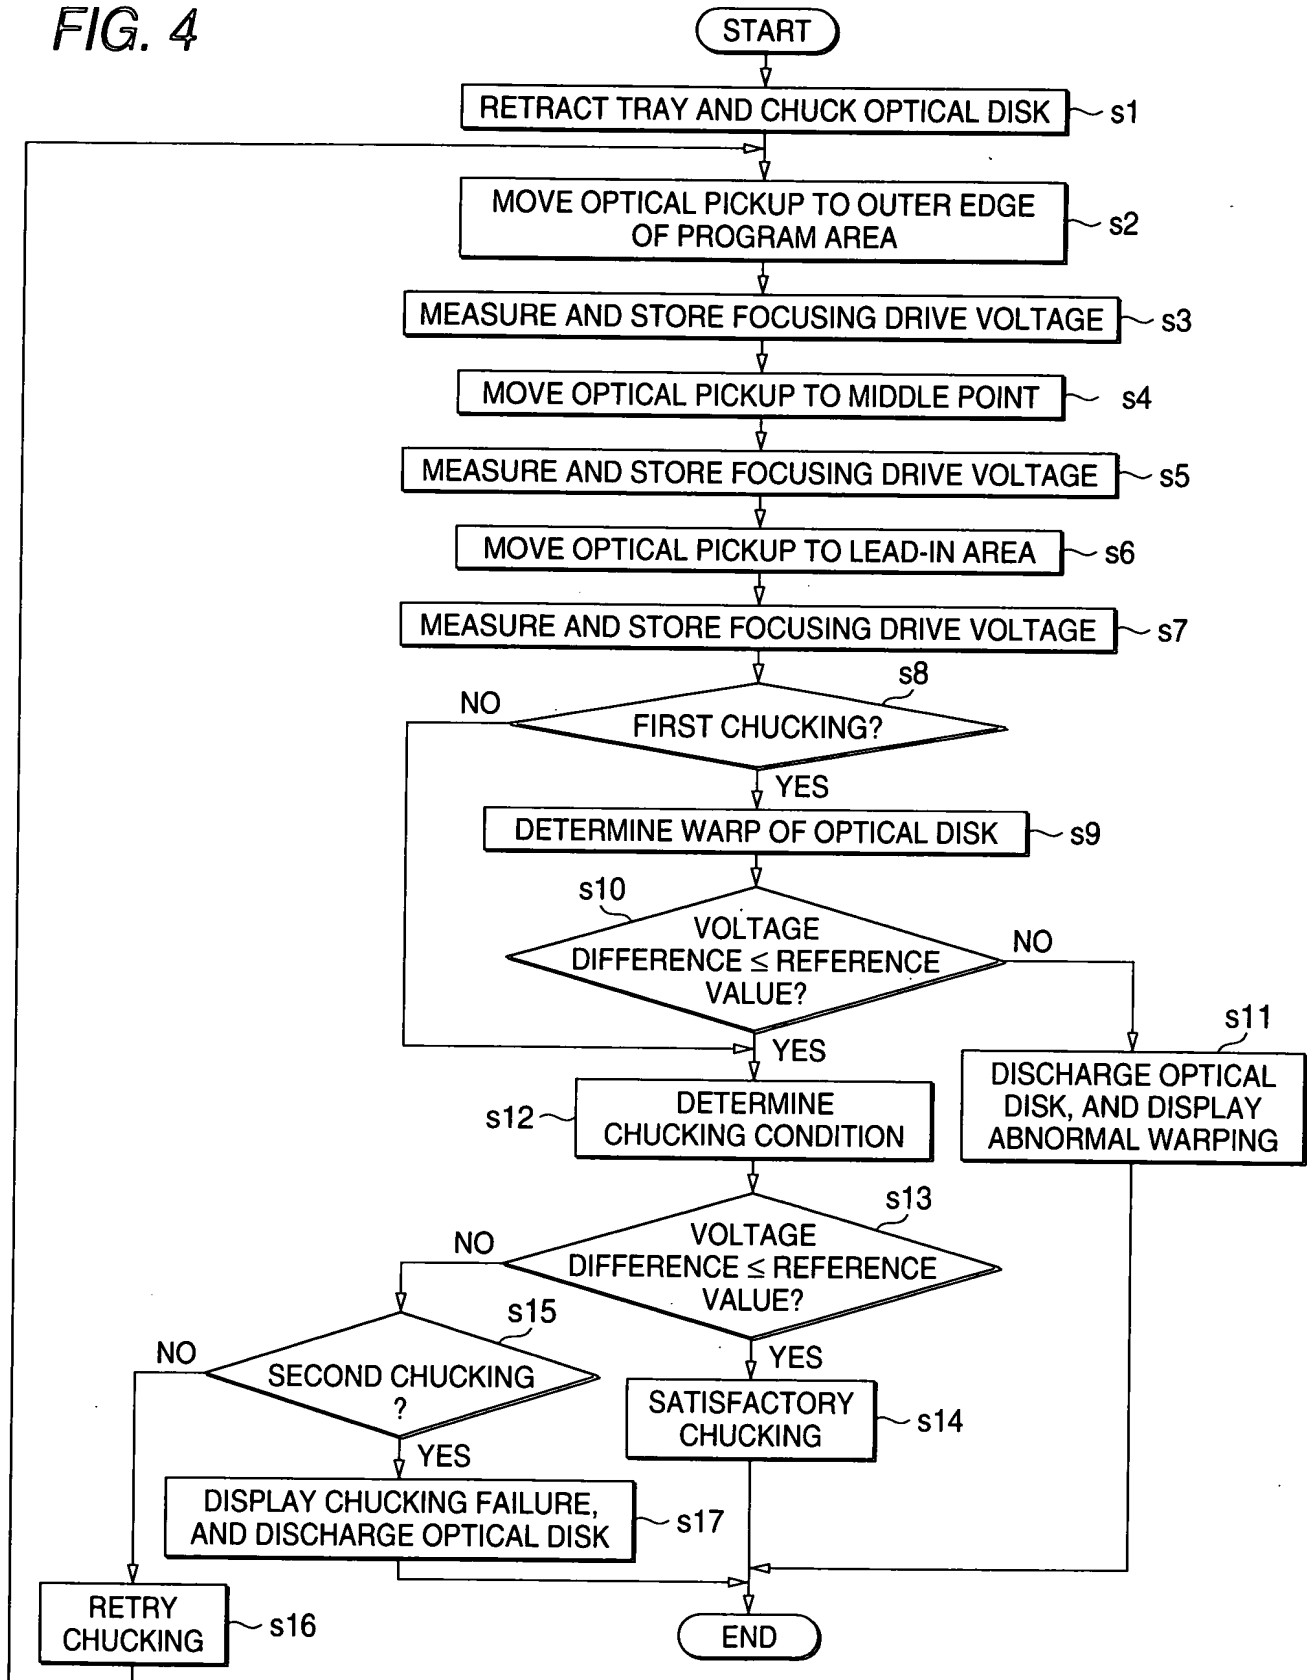 FIG. 4
START
RETRACT TRAY AND CHUCK OPTICAL DISK
s1
MOVE OPTICAL PICKUP TO OUTER EDGE
OF PROGRAM AREA
s2
MEASURE AND STORE FOCUSING DRIVE VOLTAGE
s3
MOVE OPTICAL PICKUP TO MIDDLE POINT
s4
MEASURE AND STORE FOCUSING DRIVE VOLTAGE
s5
MOVE OPTICAL PICKUP TO LEAD-IN AREA
s6
MEASURE AND STORE FOCUSING DRIVE VOLTAGE
s7
s8
NO
FIRST CHUCKING?
YES
DETERMINE WARP OF OPTICAL DISK
s9
s10
VOLTAGE
DIFFERENCE ≤ REFERENCE
VALUE?
NO
YES
s11
DISCHARGE OPTICAL
DISK, AND DISPLAY
ABNORMAL WARPING
s12
DETERMINE
CHUCKING CONDITION
s13
NO
VOLTAGE
DIFFERENCE ≤ REFERENCE
VALUE?
YES
s15
NO
SECOND CHUCKING
?
YES
SATISFACTORY
CHUCKING
s14
DISPLAY CHUCKING FAILURE,
AND DISCHARGE OPTICAL DISK
s17
RETRY
CHUCKING
s16
END